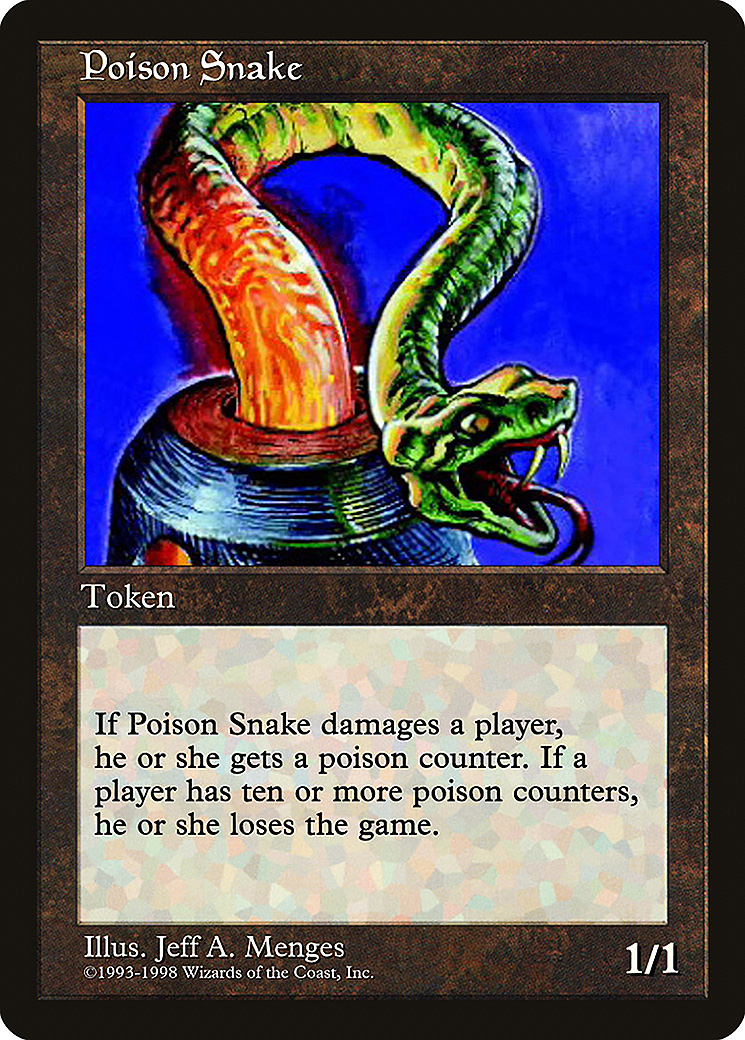 Poison Snake
Token
If Poison Snake damages a player,
he or she gets a poison counter. If a
player has ten or more poison counters,
he or she loses the game.
Illus. Jeff A. Menges
©1993-1998 Wizards of the Coast, Inc.
1/1